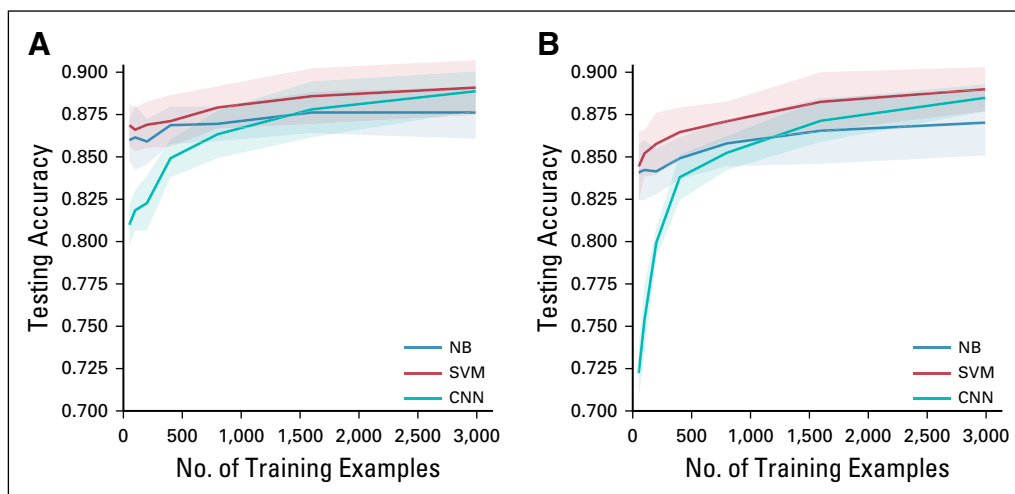 A
0.900
0.875
0.850
0.825
0.800
0.775
0.750
0.725
0.700
Testing Accuracy
NB
SVM
CNN
0 500 1,000 1,500 2,000 2,500 3,000
No. of Training Examples
B
0.900
0.875
0.850
0.825
0.800
0.775
0.750
0.725
0.700
Testing Accuracy
NB
SVM
CNN
0 500 1,000 1,500 2,000 2,500 3,000
No. of Training Examples